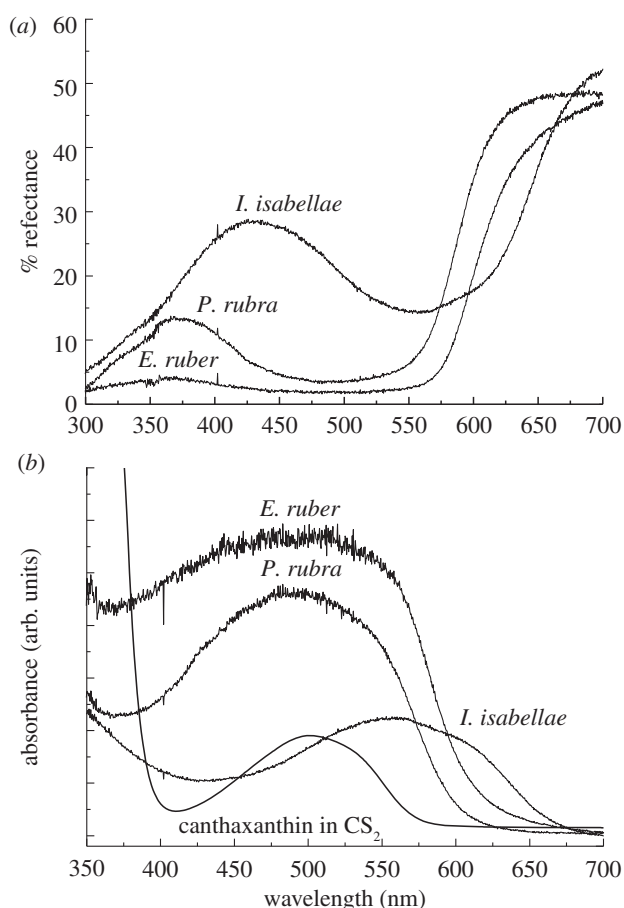 (a)
60
50
40
30
20
10
0
% refectance
I. isabellae
P. rubra
E. ruber
300 350 400 450 500 550 600 650 700
(b)
absorbance (arb. units)
E. ruber
P. rubra
I. isabellae
canthaxanthin in CS2
350 400 450 500 550 600 650 700
wavelength (nm)